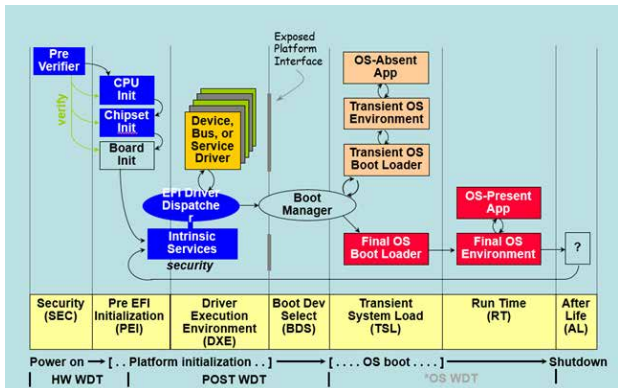 Pre
Verifier
verify
CPU
Init
Chipset
Init
Board
Init
Device,
Bus, or
Service
Driver
EFI Driver
Dispatche
r
Intrinsic
Services
security
Exposed
Platform
Interface
Boot
Manager
OS-Absent
App
Transient OS
Environment
Transient OS
Boot Loader
Final OS
Boot Loader
OS-Present
App
Final OS
Environment
?
Security
(SEC)
Pre EFI
Initialization
(PEI)
Driver
Execution
Environment
(DXE)
Boot Dev
Select
(BDS)
Transient
System Load
(TSL)
Run Time
(RT)
After
Life
(AL)
Power on [. . Platform initialization . .] [. . . . OS boot . . . .] Shutdown
HW WDT POST WDT *OS WDT